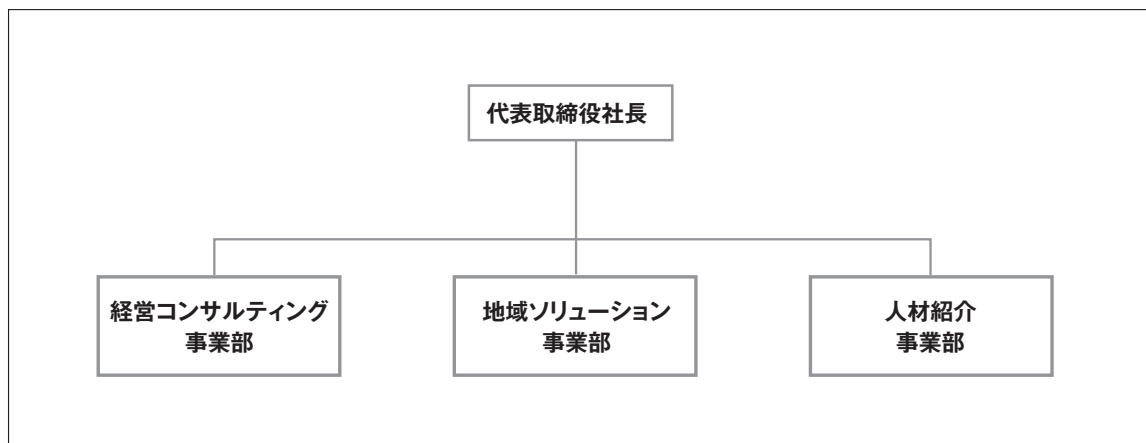 代表取締役社長
経営コンサルティング
事業部
地域ソリューション
事業部
人材紹介
事業部